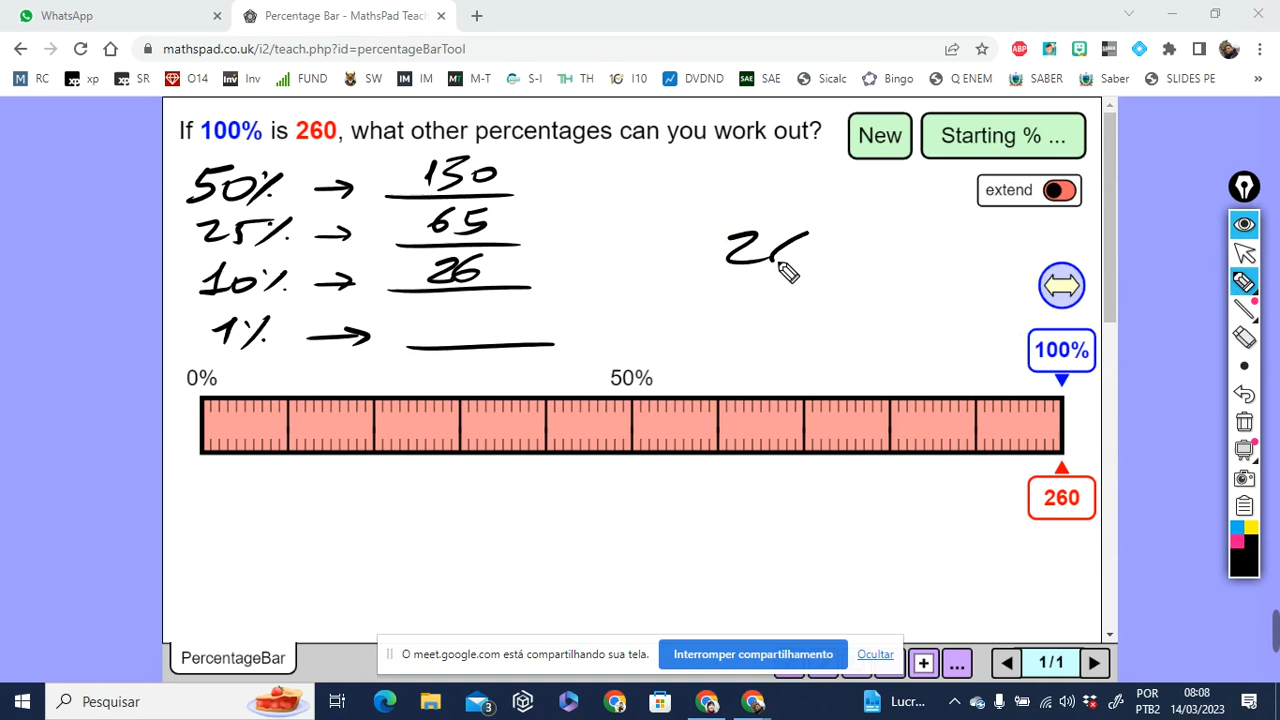 WhatsApp
Percentage Bar - MathsPad Teach
mathspad.co.uk/i2/teach.php?id=percentageBarTool
RC xp SR O14 Inv FUND SW IM M-T S-I TH I10 DVDND SAE Sicalc Bingo Q ENEM SABER Saber SLIDES PE »
If 100% is 260, what other percentages can you work out?
New
Starting % ...
extend
50% → 130
25% → 65
10% → 26
1% →
26
100%
0% 50%
260
PercentageBar
O meet.google.com está compartilhando sua tela. Interromper compartilhamento Ocultar
+ ... 1/1
Pesquisar
3
Lucr...
POR
PTB2
08:08
14/03/2023